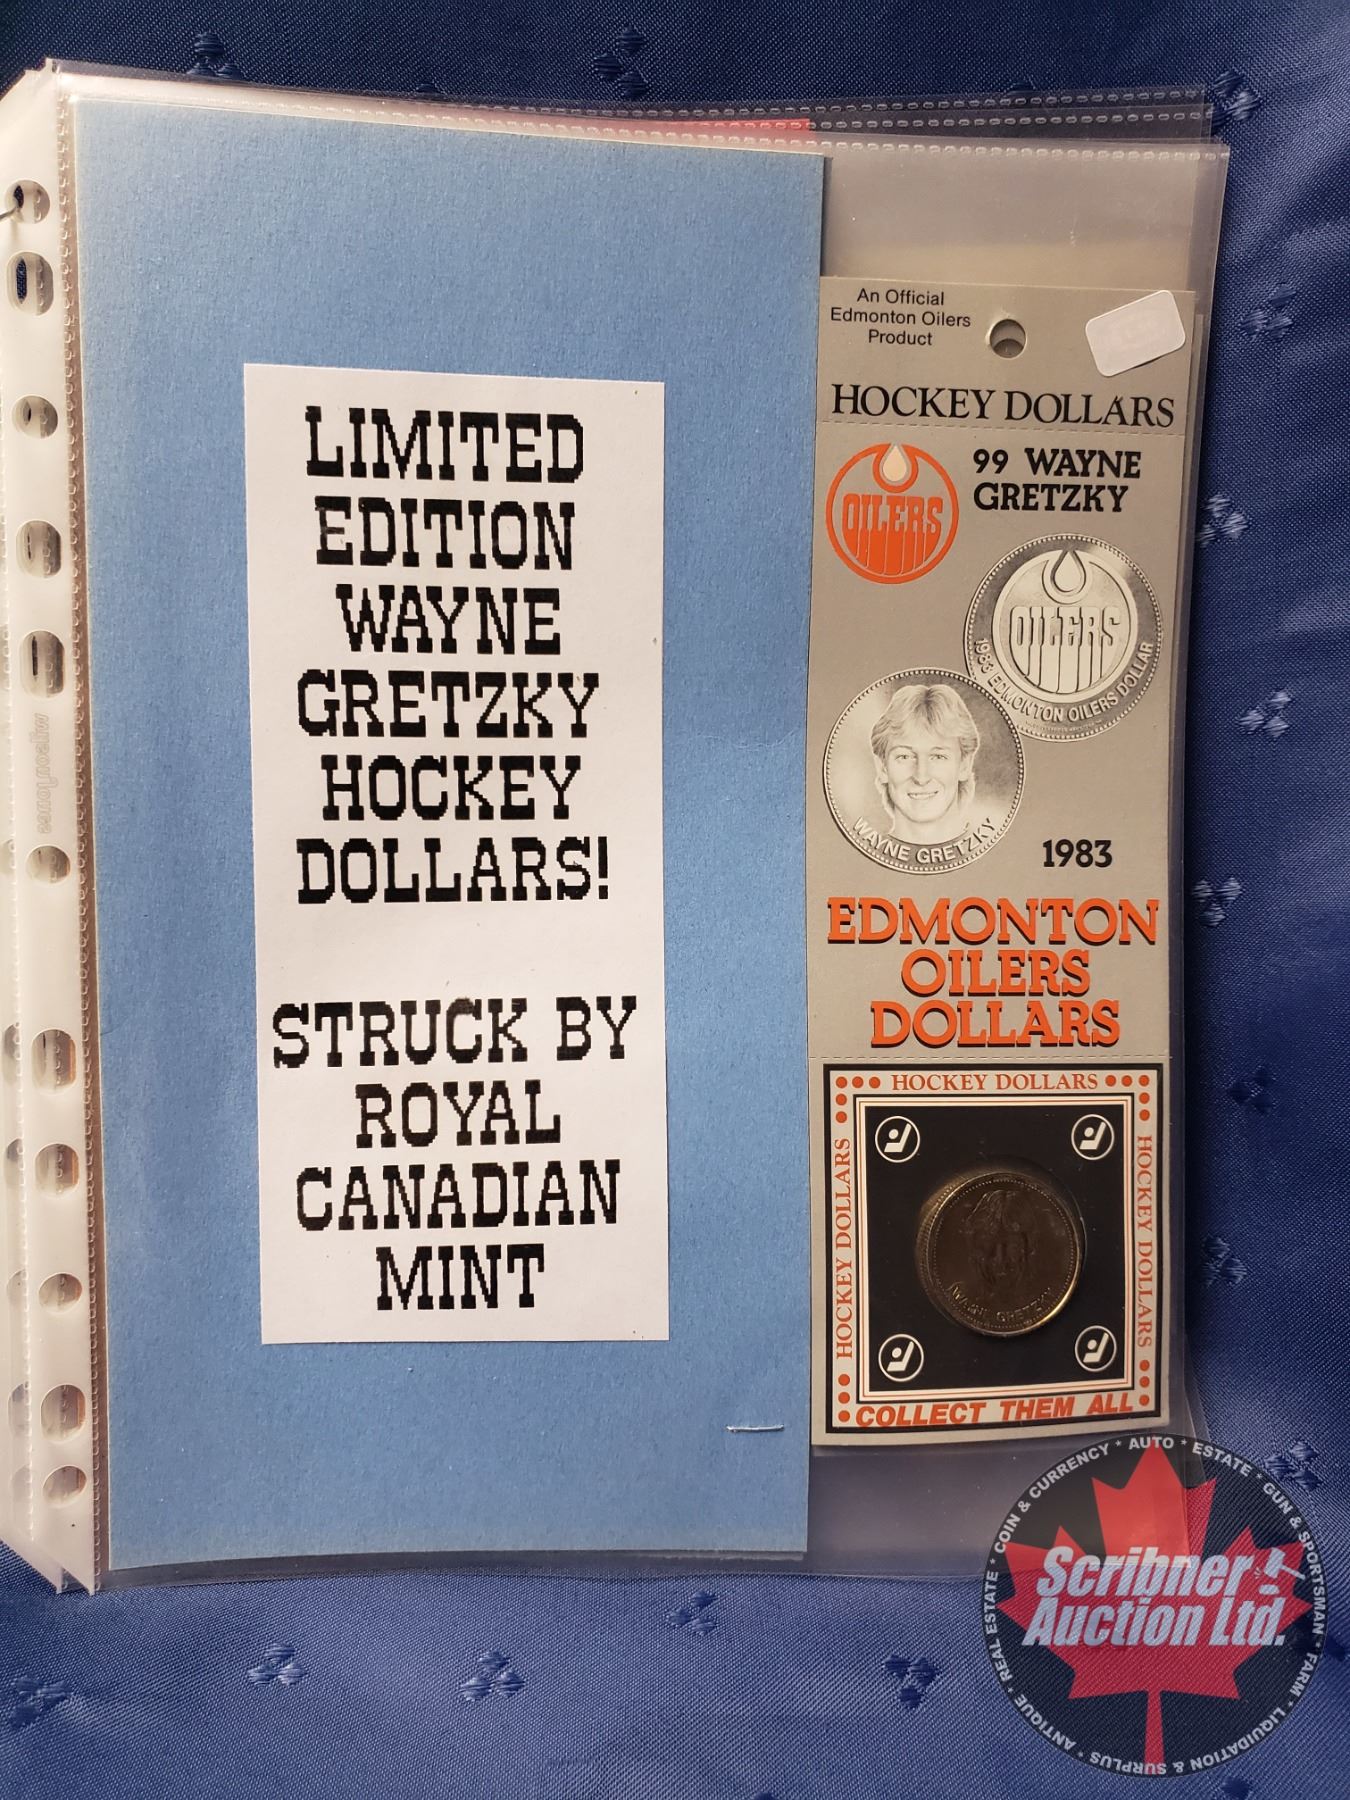 LIMITED
EDITION
WAYNE
GRETZKY
HOCKEY
DOLLARS!
STRUCK BY
ROYAL
CANADIAN
MINT
An Official
Edmonton Oilers
Product
HOCKEY DOLLARS
OILERS
99 WAYNE
GRETZKY
OILERS
1983 EDMONTON OILERS DOLLAR
WAYNE GRETZKY
1983
EDMONTON
OILERS
DOLLARS
HOCKEY DOLLARS
HOCKEY DOLLARS
HOCKEY DOLLARS
WAYNE GRETZKY
COLLECT THEM ALL
COIN & CURRENCY * AUTO * ESTATE * GUN & SPORTSMAN * FARM * LIQUIDATION & SURPLUS * ANTIQUE * REAL ESTATE *
Scribner
Auction Ltd.